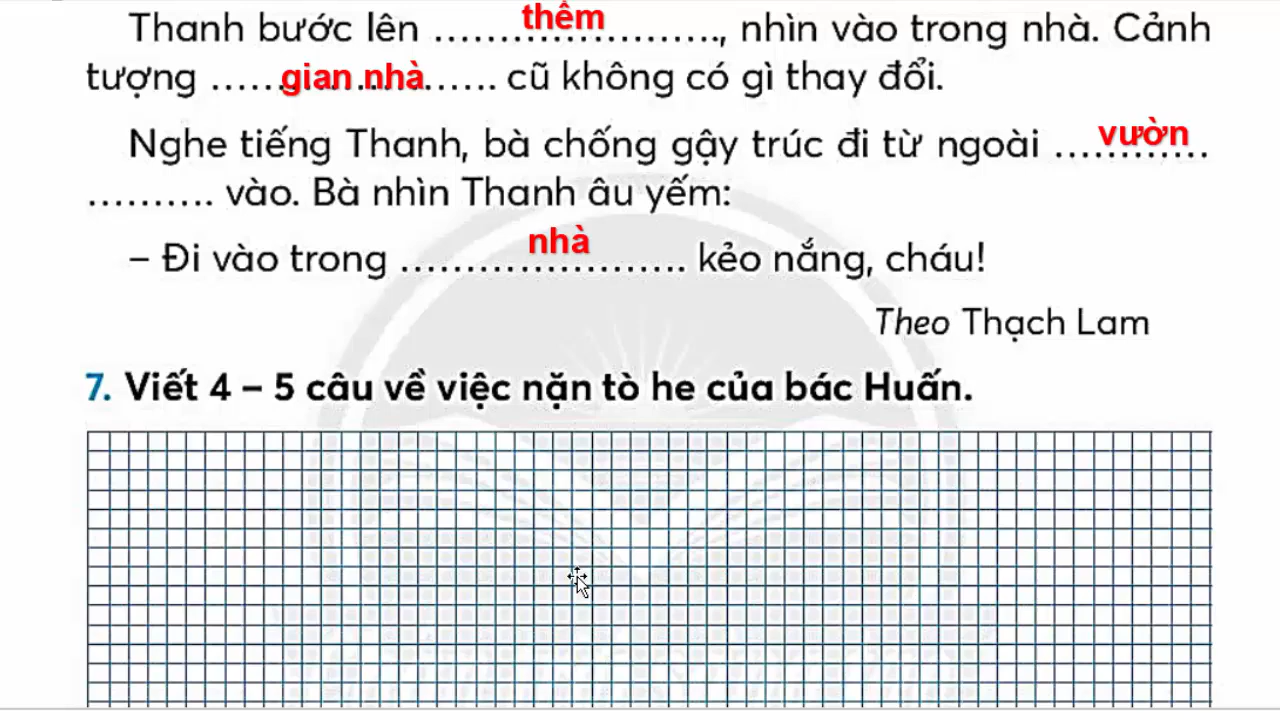 Thanh bước lên ......thềm......, nhìn vào trong nhà. Cảnh
tượng ......gian nhà...... cũ không có gì thay đổi.
Nghe tiếng Thanh, bà chống gậy trúc đi từ ngoài ...vườn...
.......... vào. Bà nhìn Thanh âu yếm:
– Đi vào trong ......nhà...... kẻo nắng, cháu!
Theo Thạch Lam
7. Viết 4 – 5 câu về việc nặn tò he của bác Huấn.